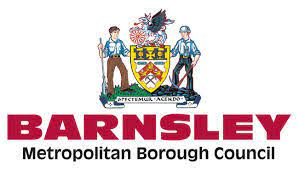 SPECTEMUR AGENDO
BARNSLEY
Metropolitan Borough Council